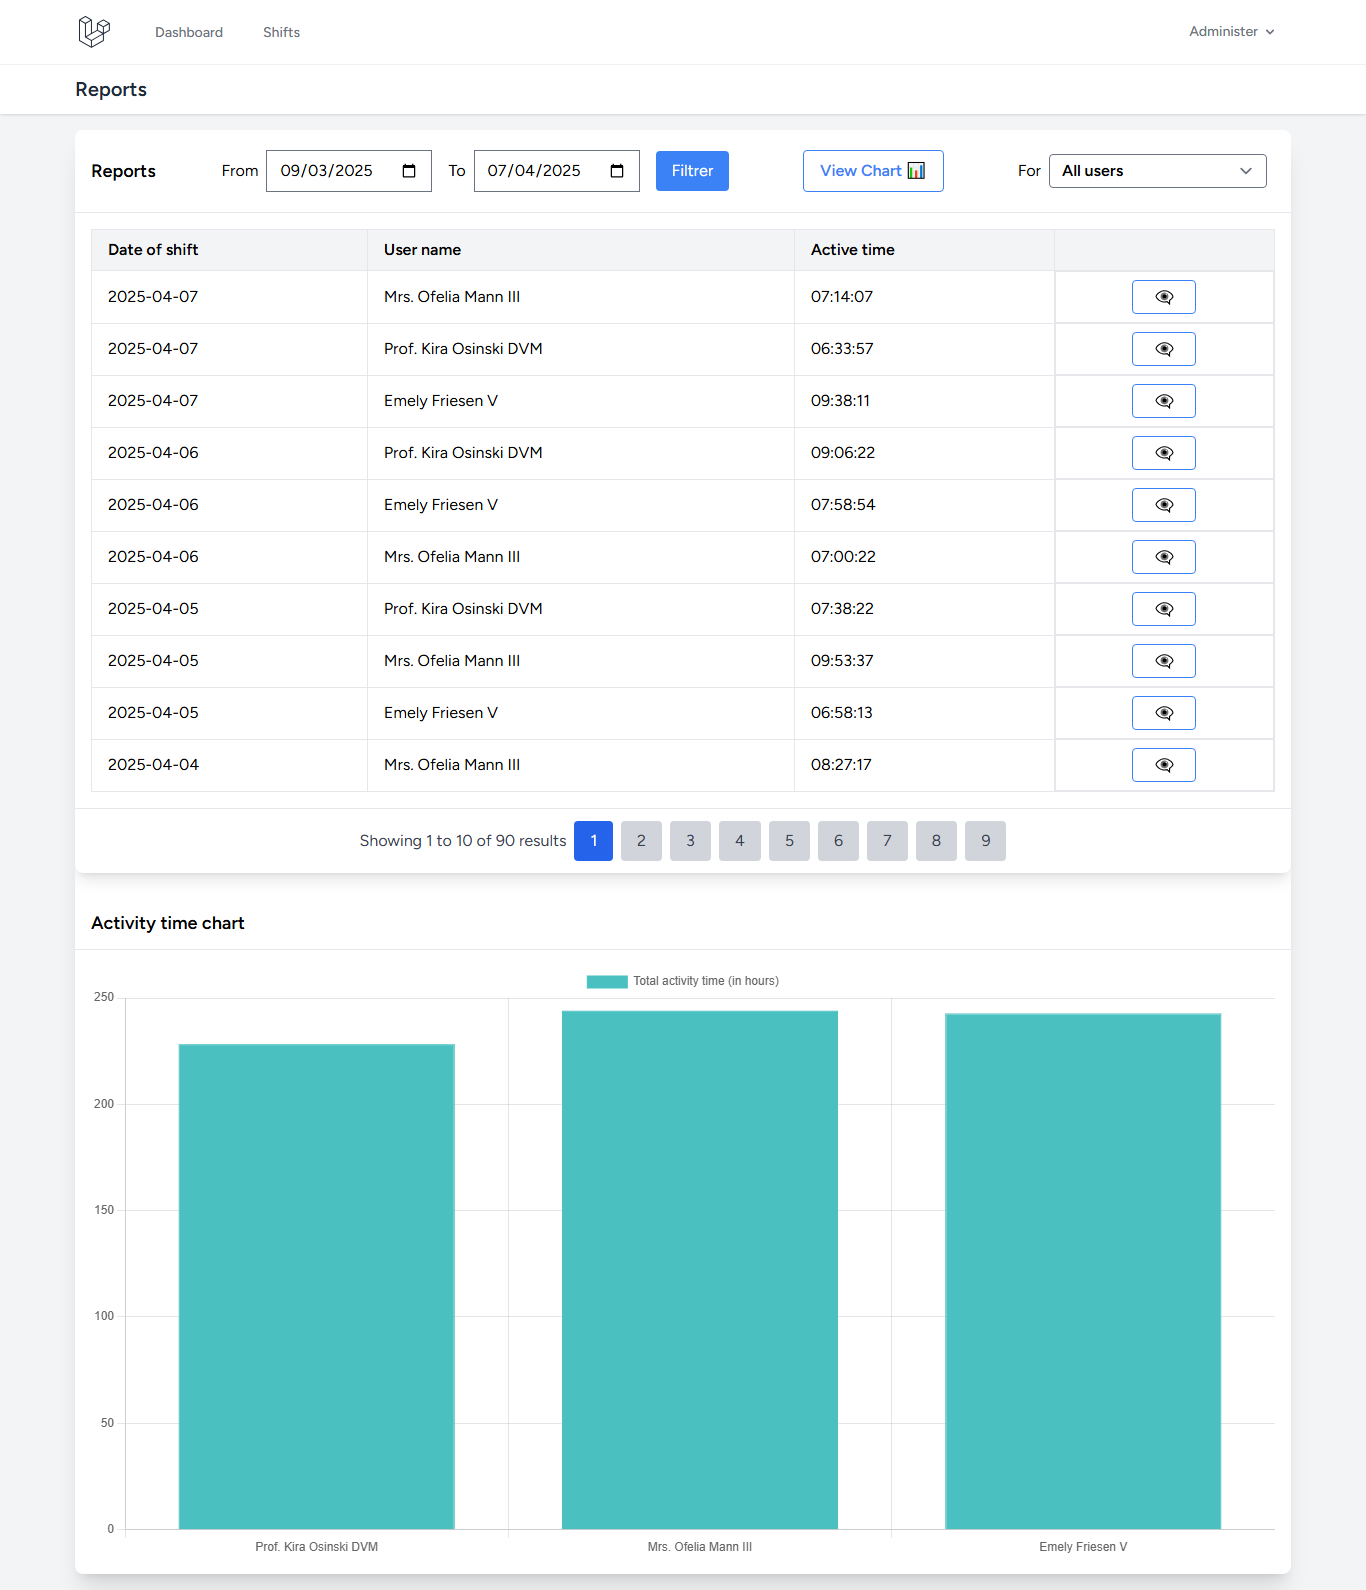 Dashboard Shifts Administer
Reports
Reports From 09/03/2025 To 07/04/2025 Filtrer View Chart 📊 For All users
Date of shift User name Active time
2025-04-07 Mrs. Ofelia Mann III 07:14:07
2025-04-07 Prof. Kira Osinski DVM 06:33:57
2025-04-07 Emely Friesen V 09:38:11
2025-04-06 Prof. Kira Osinski DVM 09:06:22
2025-04-06 Emely Friesen V 07:58:54
2025-04-06 Mrs. Ofelia Mann III 07:00:22
2025-04-05 Prof. Kira Osinski DVM 07:38:22
2025-04-05 Mrs. Ofelia Mann III 09:53:37
2025-04-05 Emely Friesen V 06:58:13
2025-04-04 Mrs. Ofelia Mann III 08:27:17
Showing 1 to 10 of 90 results 1 2 3 4 5 6 7 8 9
Activity time chart
Total activity time (in hours)
250
200
150
100
50
0
Prof. Kira Osinski DVM Mrs. Ofelia Mann III Emely Friesen V